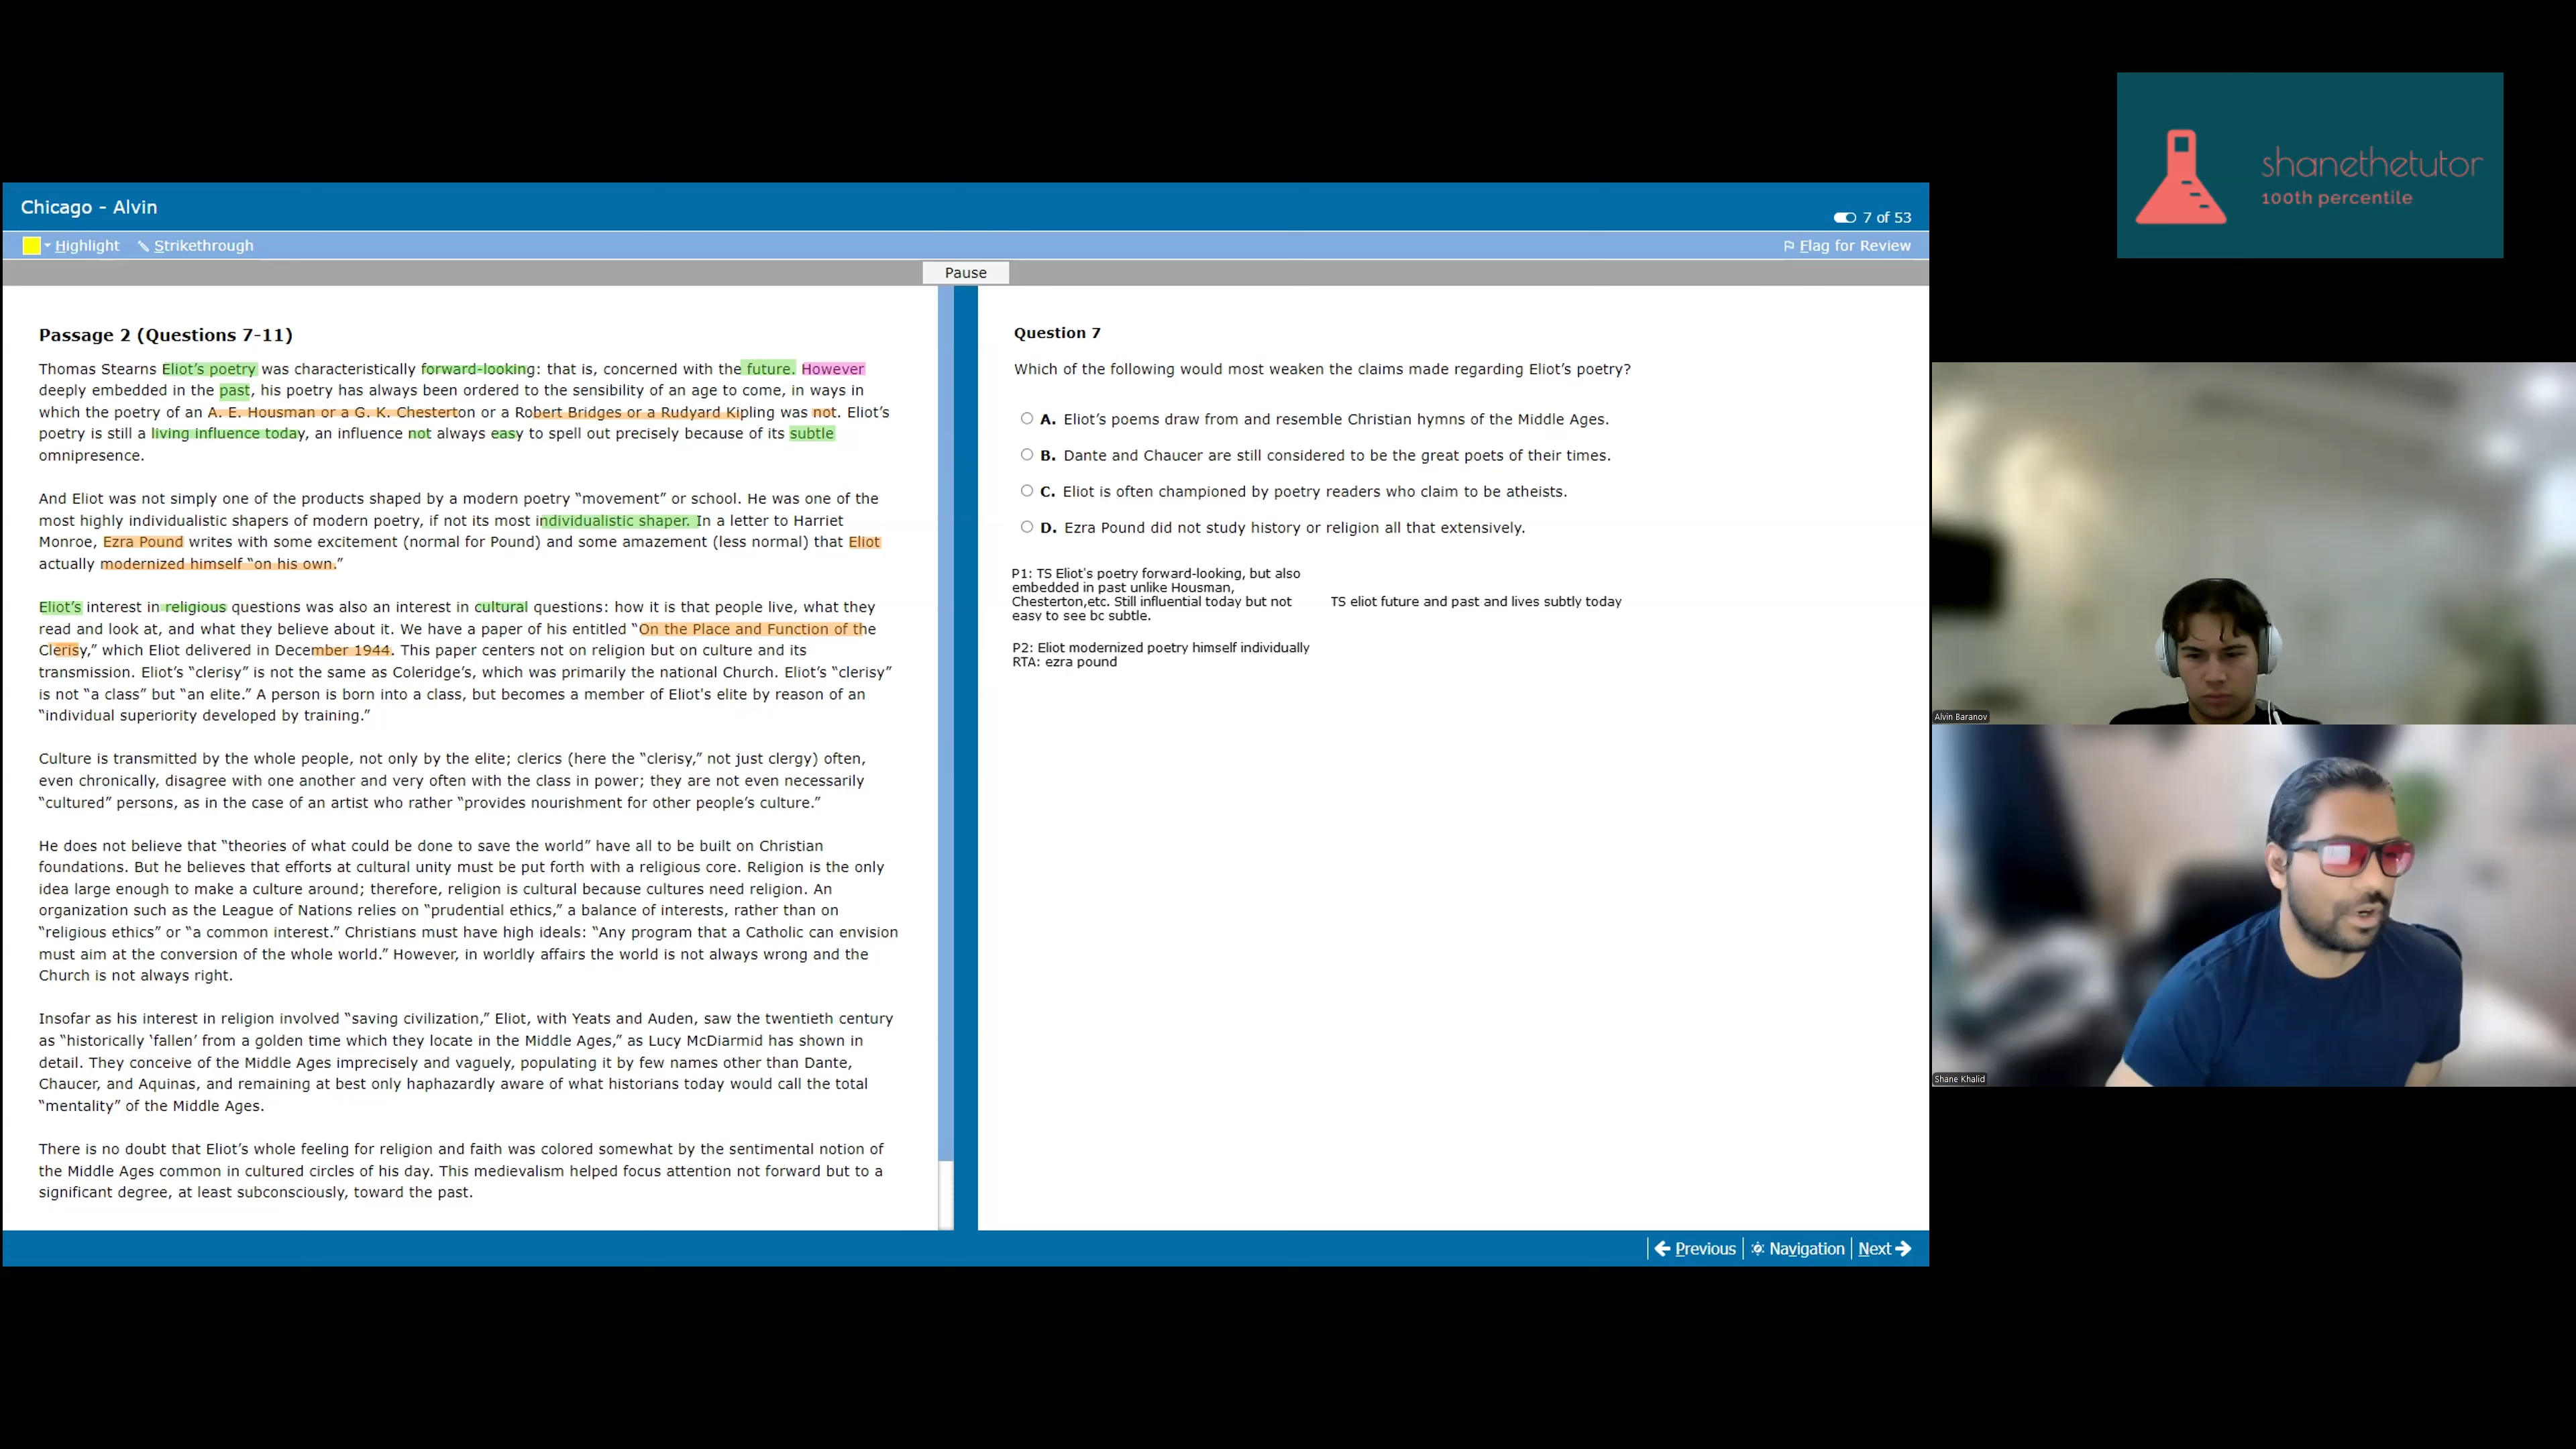 shanethetutor
100th percentile
Chicago - Alvin
7 of 53
Highlight Strikethrough
Flag for Review
Pause
Passage 2 (Questions 7-11)
Thomas Stearns Eliot’s poetry was characteristically forward-looking: that is, concerned with the future. However
deeply embedded in the past, his poetry has always been ordered to the sensibility of an age to come, in ways in
which the poetry of an A. E. Housman or a G. K. Chesterton or a Robert Bridges or a Rudyard Kipling was not. Eliot’s
poetry is still a living influence today, an influence not always easy to spell out precisely because of its subtle
omnipresence.
And Eliot was not simply one of the products shaped by a modern poetry “movement” or school. He was one of the
most highly individualistic shapers of modern poetry, if not its most individualistic shaper. In a letter to Harriet
Monroe, Ezra Pound writes with some excitement (normal for Pound) and some amazement (less normal) that Eliot
actually modernized himself “on his own.”
Eliot’s interest in religious questions was also an interest in cultural questions: how it is that people live, what they
read and look at, and what they believe about it. We have a paper of his entitled “On the Place and Function of the
Clerisy,” which Eliot delivered in December 1944. This paper centers not on religion but on culture and its
transmission. Eliot’s “clerisy” is not the same as Coleridge’s, which was primarily the national Church. Eliot’s “clerisy”
is not “a class” but “an elite.” A person is born into a class, but becomes a member of Eliot's elite by reason of an
“individual superiority developed by training.”
Culture is transmitted by the whole people, not only by the elite; clerics (here the “clerisy,” not just clergy) often,
even chronically, disagree with one another and very often with the class in power; they are not even necessarily
“cultured” persons, as in the case of an artist who rather “provides nourishment for other people’s culture.”
He does not believe that “theories of what could be done to save the world” have all to be built on Christian
foundations. But he believes that efforts at cultural unity must be put forth with a religious core. Religion is the only
idea large enough to make a culture around; therefore, religion is cultural because cultures need religion. An
organization such as the League of Nations relies on “prudential ethics,” a balance of interests, rather than on
“religious ethics” or “a common interest.” Christians must have high ideals: “Any program that a Catholic can envision
must aim at the conversion of the whole world.” However, in worldly affairs the world is not always wrong and the
Church is not always right.
Insofar as his interest in religion involved “saving civilization,” Eliot, with Yeats and Auden, saw the twentieth century
as “historically ‘fallen’ from a golden time which they locate in the Middle Ages,” as Lucy McDiarmid has shown in
detail. They conceive of the Middle Ages imprecisely and vaguely, populating it by few names other than Dante,
Chaucer, and Aquinas, and remaining at best only haphazardly aware of what historians today would call the total
“mentality” of the Middle Ages.
There is no doubt that Eliot’s whole feeling for religion and faith was colored somewhat by the sentimental notion of
the Middle Ages common in cultured circles of his day. This medievalism helped focus attention not forward but to a
significant degree, at least subconsciously, toward the past.
Question 7
Which of the following would most weaken the claims made regarding Eliot’s poetry?
A. Eliot’s poems draw from and resemble Christian hymns of the Middle Ages.
B. Dante and Chaucer are still considered to be the great poets of their times.
C. Eliot is often championed by poetry readers who claim to be atheists.
D. Ezra Pound did not study history or religion all that extensively.
P1: TS Eliot's poetry forward-looking, but also
embedded in past unlike Housman,
Chesterton,etc. Still influential today but not
easy to see bc subtle.
TS eliot future and past and lives subtly today
P2: Eliot modernized poetry himself individually
RTA: ezra pound
Previous Navigation Next
Alvin Baranov
Shane Khalid